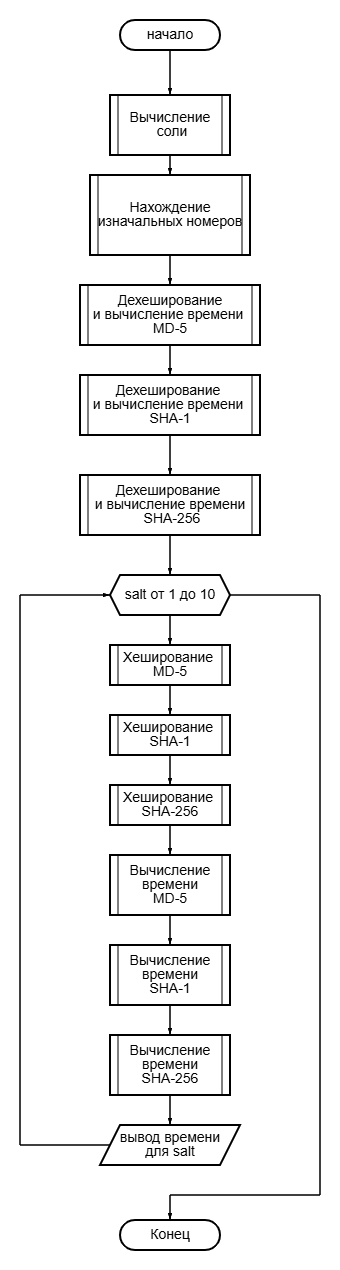 начало
Вычисление
соли
Нахождение
изначальных номеров
Дехеширование
и вычисление времени
MD-5
Дехеширование
и вычисление времени
SHA-1
Дехеширование
и вычисление времени
SHA-256
salt от 1 до 10
Хеширование
MD-5
Хеширование
SHA-1
Хеширование
SHA-256
Вычисление
времени
MD-5
Вычисление
времени
SHA-1
Вычисление
времени
SHA-256
вывод времени
для salt
Конец